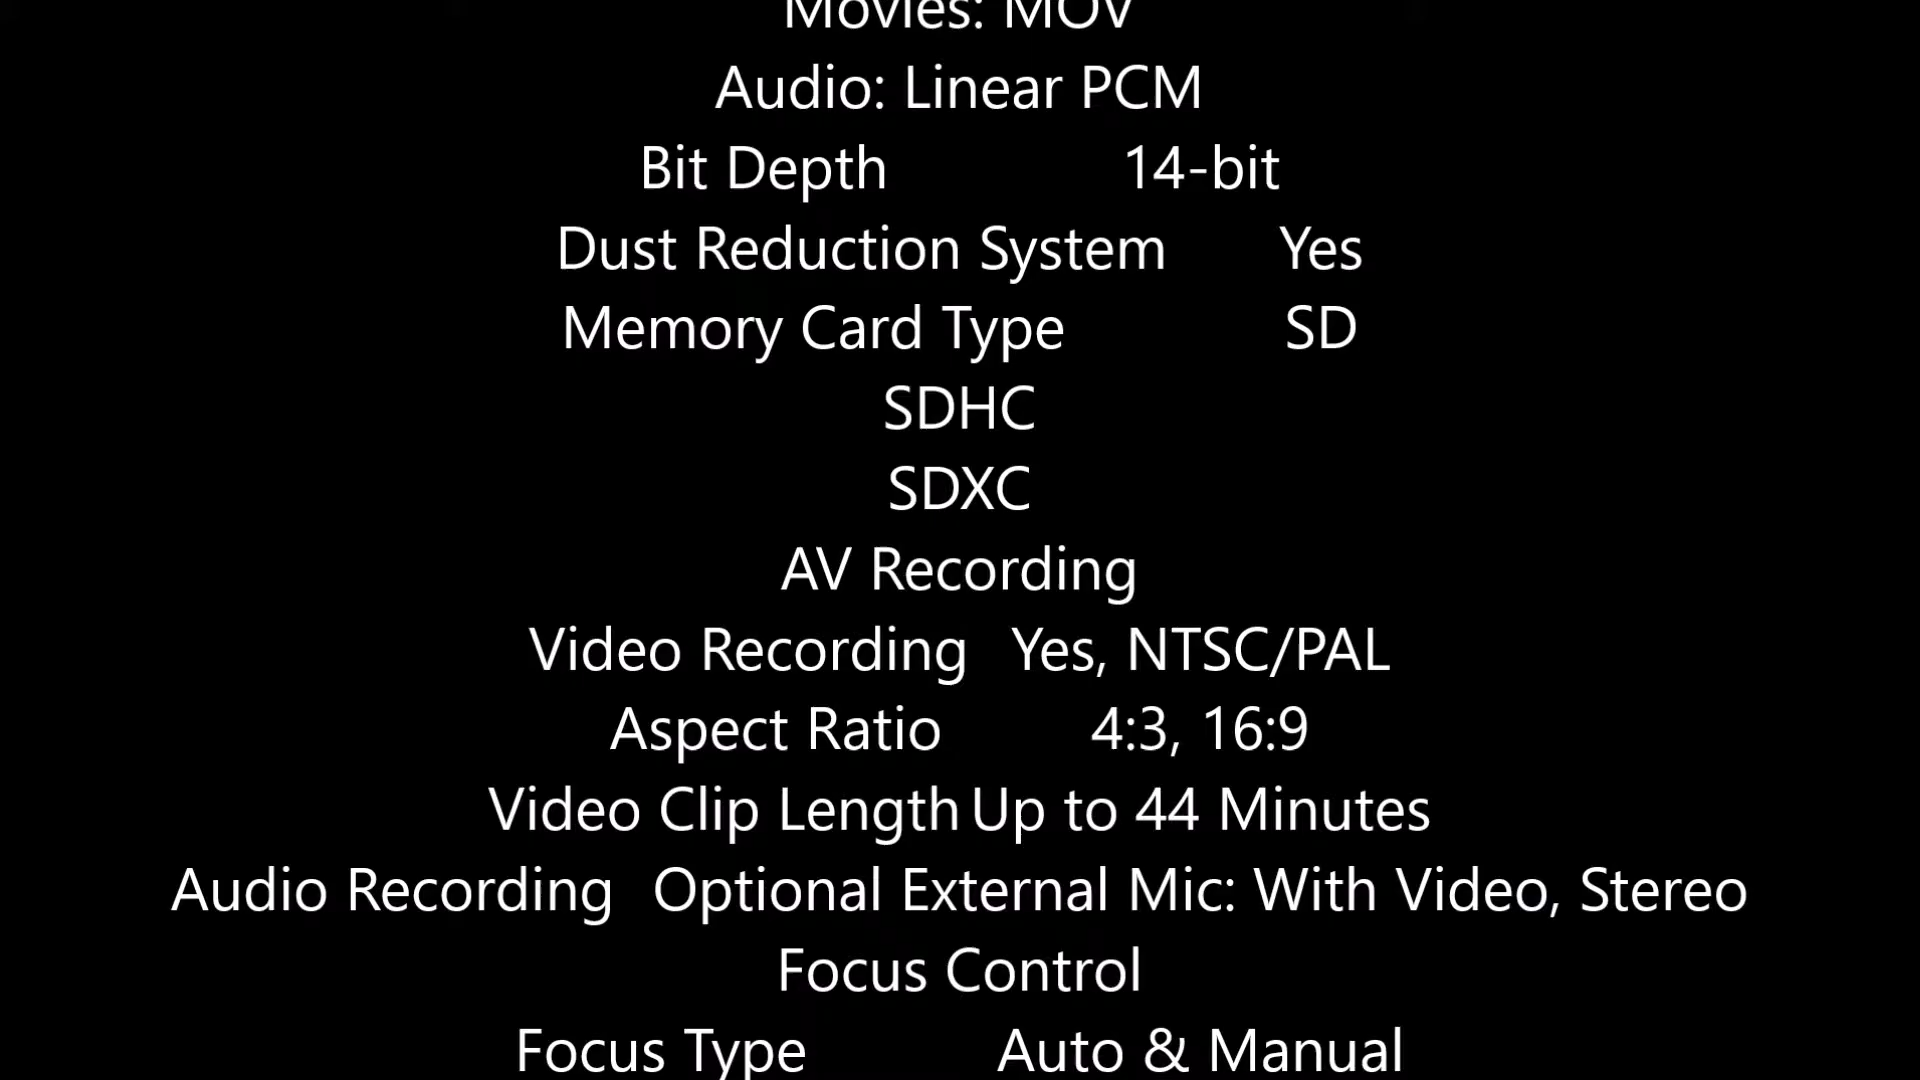 Movies: MOV
Audio: Linear PCM
Bit Depth 14-bit
Dust Reduction System Yes
Memory Card Type SD
SDHC
SDXC
AV Recording
Video Recording Yes, NTSC/PAL
Aspect Ratio 4:3, 16:9
Video Clip Length Up to 44 Minutes
Audio Recording Optional External Mic: With Video, Stereo
Focus Control
Focus Type Auto & Manual